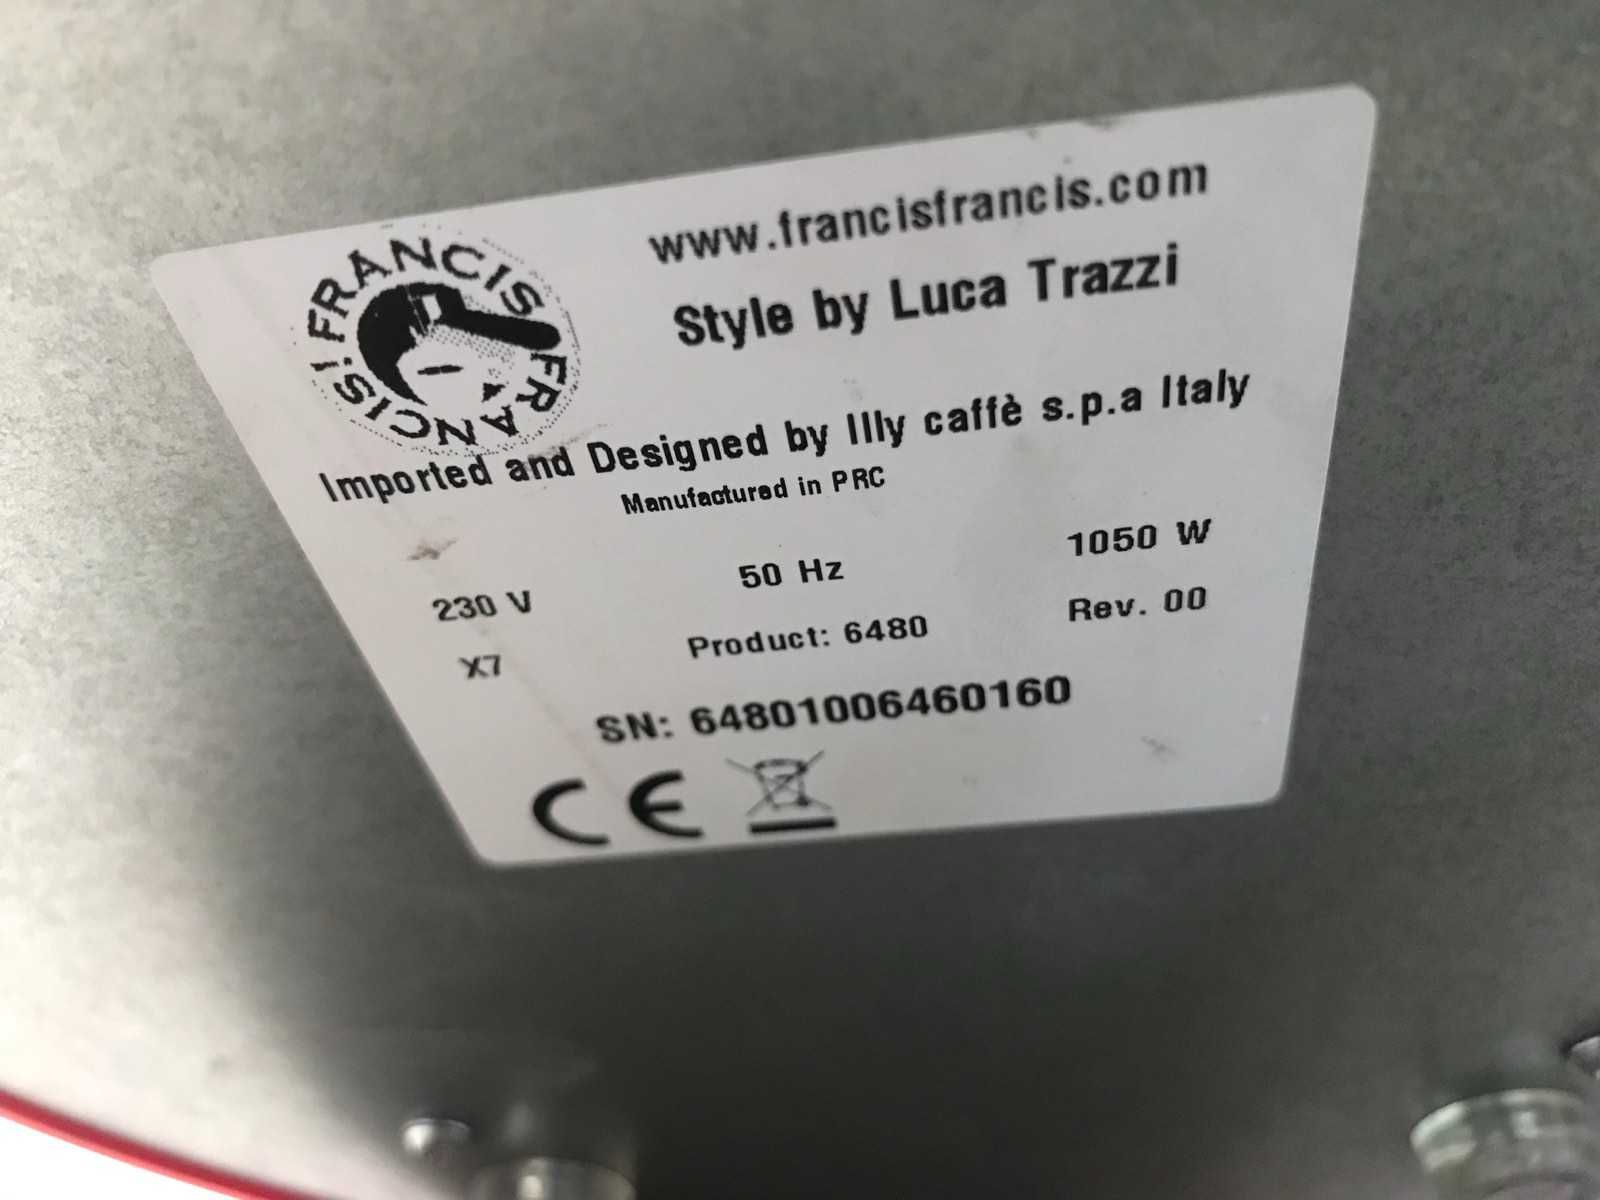 FRANCIS FRANCIS!
www.francisfrancis.com
Style by Luca Trazzi
Imported and Designed by Illy caffè s.p.a Italy
Manufactured in PRC
230 V 50 Hz 1050 W
X7 Product: 6480 Rev. 00
SN: 64801006460160
CE